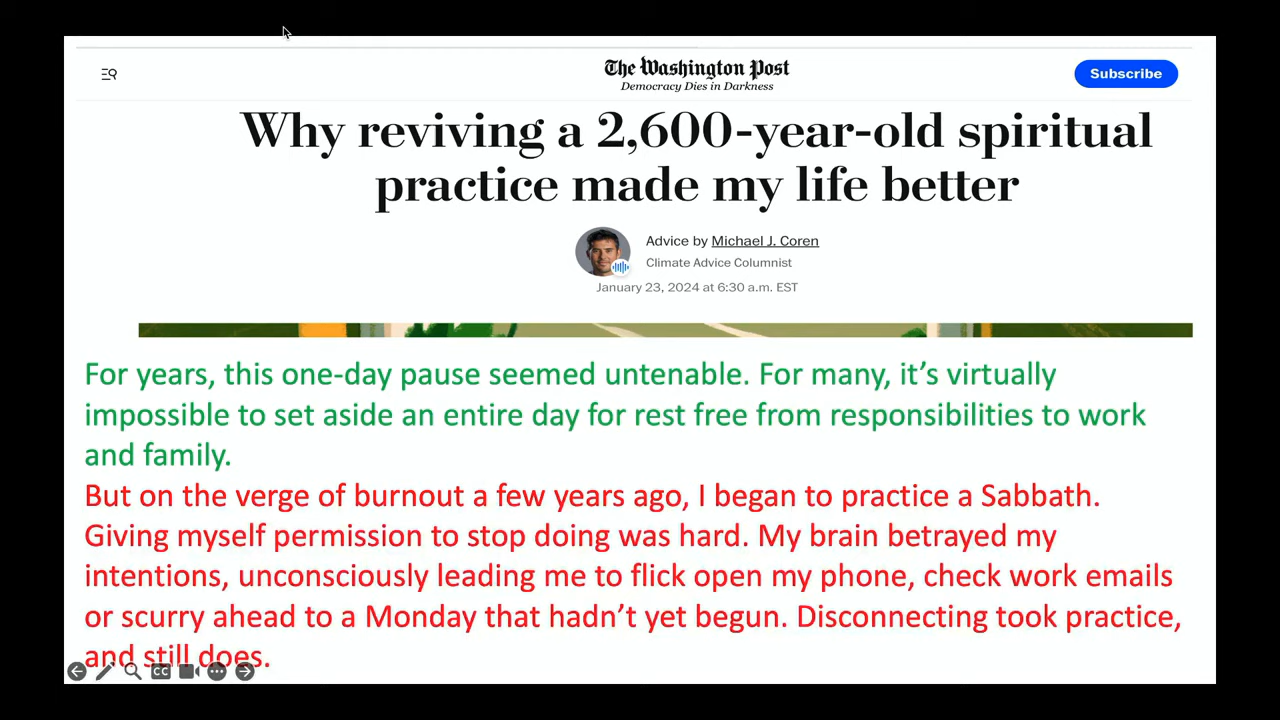 The Washington Post
Democracy Dies in Darkness
Subscribe
Why reviving a 2,600-year-old spiritual
practice made my life better
Advice by Michael J. Coren
Climate Advice Columnist
January 23, 2024 at 6:30 a.m. EST
For years, this one-day pause seemed untenable. For many, it’s virtually
impossible to set aside an entire day for rest free from responsibilities to work
and family.
But on the verge of burnout a few years ago, I began to practice a Sabbath.
Giving myself permission to stop doing was hard. My brain betrayed my
intentions, unconsciously leading me to flick open my phone, check work emails
or scurry ahead to a Monday that hadn’t yet begun. Disconnecting took practice,
and still does.
CC